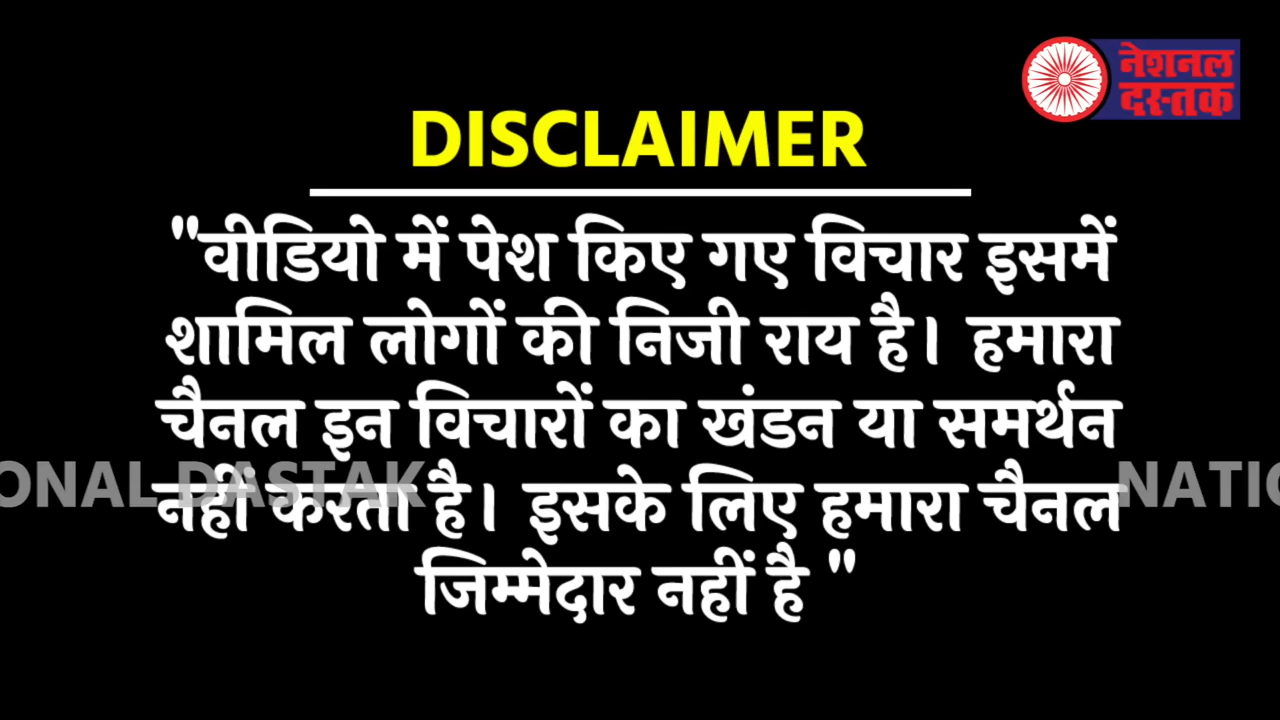 नेशनल
दस्तक
DISCLAIMER
"वीडियो में पेश किए गए विचार इसमें
शामिल लोगों की निजी राय है। हमारा
चैनल इन विचारों का खंडन या समर्थन
नहीं करता है। इसके लिए हमारा चैनल
जिम्मेदार नहीं है "
ONAL DASTAK
NATIO